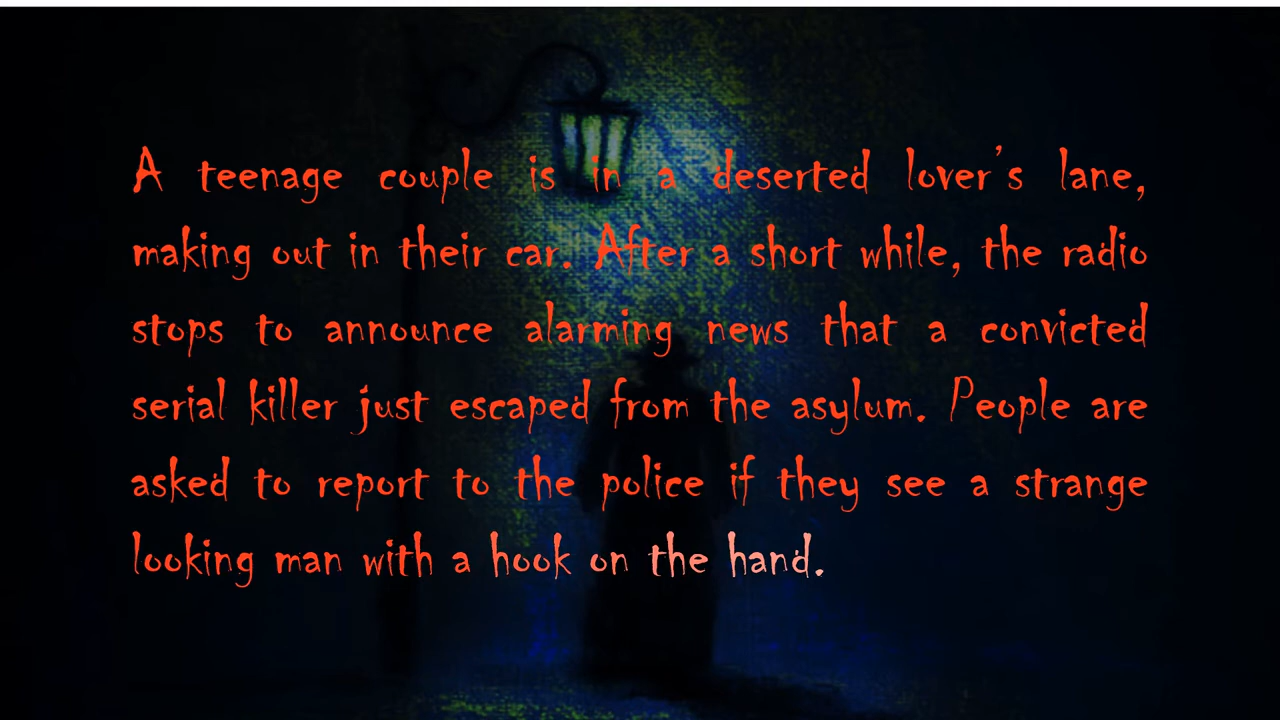 A teenage couple is in a deserted lover's lane,
making out in their car. After a short while, the radio
stops to announce alarming news that a convicted
serial killer just escaped from the asylum. People are
asked to report to the police if they see a strange
looking man with a hook on the hand.